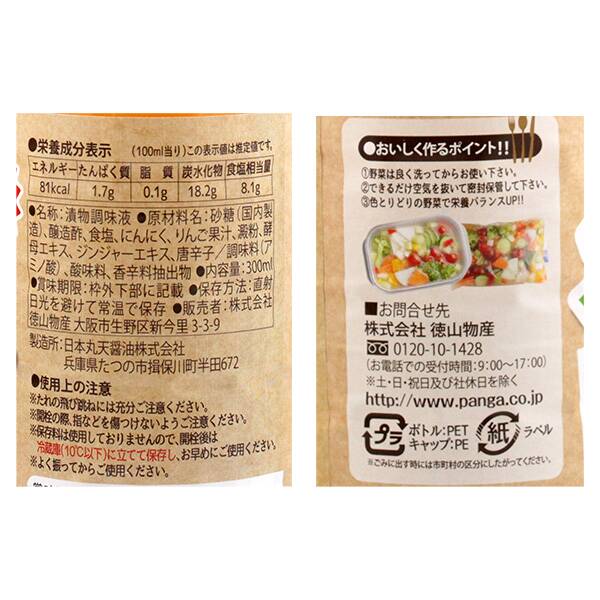 ●栄養成分表示 (100ml当り)この表示値は推定値です。
エネルギー たんぱく質 脂質 炭水化物 食塩相当量
81kcal 1.7g 0.1g 18.2g 8.1g
●名称:漬物調味液 ●原材料名:砂糖(国内製
造)、醸造酢、食塩、にんにく、りんご果汁、澱粉、酵
母エキス、ジンジャーエキス、唐辛子/調味料(ア
ミノ酸)、酸味料、香辛料抽出物 ●内容量:300ml
●賞味期限:枠外下部に記載 ●保存方法:直射
日光を避けて常温で保存 ●販売者:株式会社
徳山物産 大阪市生野区新今里3-3-9
製造所:日本丸天醤油株式会社
兵庫県たつの市揖保川町半田672
●使用上の注意
※たれの飛び跳ねには充分ご注意ください。
※開栓の際、指などを傷つけないようご注意ください。
※保存料は使用しておりませんので、開栓後は
冷蔵庫(10℃以下)に立てて保存し、お早めにご使用ください。
※よく振ってからご使用ください。
●おいしく作るポイント!!
①野菜は良く洗ってからお使い下さい。
②できるだけ空気を抜いて密封保管して下さい。
③色とりどりの野菜で栄養バランスUP!!
■お問合せ先
株式会社 徳山物産
0120-10-1428
(お電話での受付時間:9:00〜17:00)
※土・日・祝日及び社休日を除く
http://www.panga.co.jp
プラ ボトル:PET キャップ:PE 紙 ラベル
※ごみに出す時には市町村の区分にしたがってください。